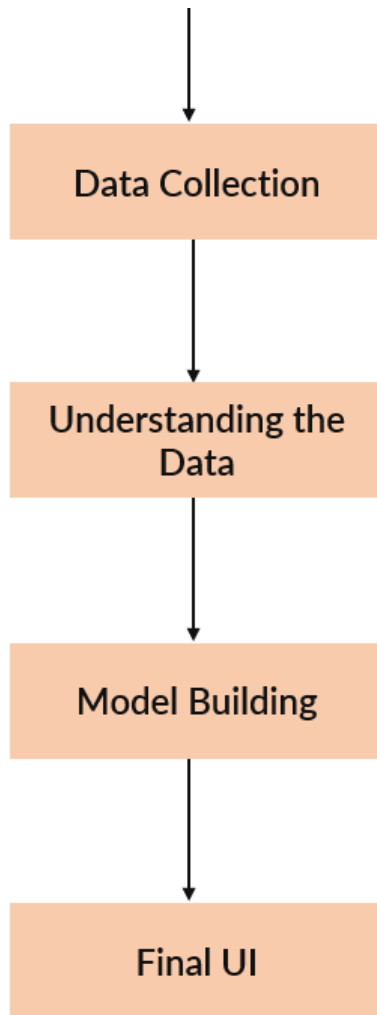 Data Collection
Understanding the
Data
Model Building
Final UI